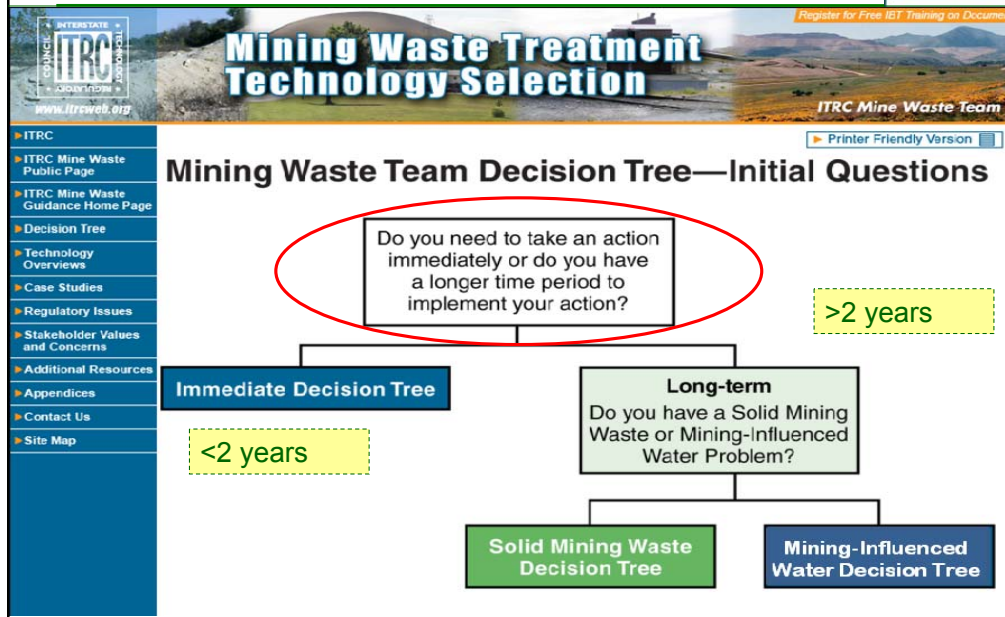 Register for Free IBT Training on Docume
INTERSTATE
COUNCIL
ITRC
TECHNOLOGY
REGULATORY
www.itrcweb.org
Mining Waste Treatment
Technology Selection
ITRC Mine Waste Team
Printer Friendly Version
ITRC
ITRC Mine Waste
Public Page
ITRC Mine Waste
Guidance Home Page
Decision Tree
Technology
Overviews
Case Studies
Regulatory Issues
Stakeholder Values
and Concerns
Additional Resources
Appendices
Contact Us
Site Map
Mining Waste Team Decision Tree—Initial Questions
Do you need to take an action
immediately or do you have
a longer time period to
implement your action?
>2 years
Immediate Decision Tree
<2 years
Long-term
Do you have a Solid Mining
Waste or Mining-Influenced
Water Problem?
Solid Mining Waste
Decision Tree
Mining-Influenced
Water Decision Tree